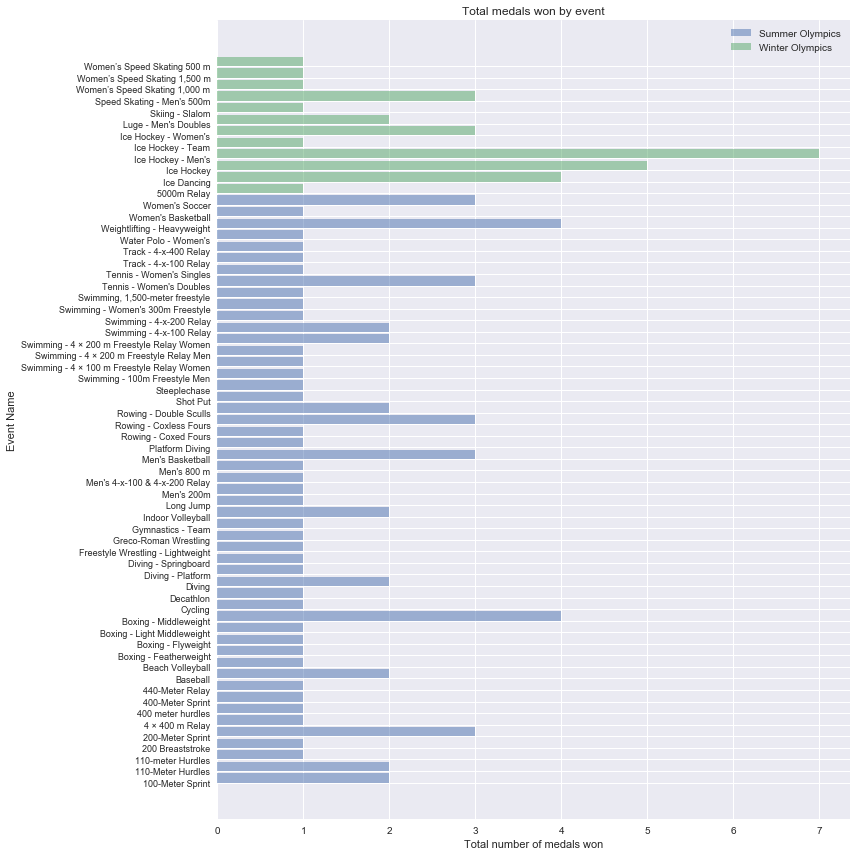 Total medals won by event
Summer Olympics
Winter Olympics
Women's Speed Skating 500 m
Women's Speed Skating 1,500 m
Women's Speed Skating 1,000 m
Speed Skating - Men's 500m
Skiing - Slalom
Luge - Men's Doubles
Ice Hockey - Women's
Ice Hockey - Team
Ice Hockey - Men's
Ice Hockey
Ice Dancing
5000m Relay
Women's Soccer
Women's Basketball
Weightlifting - Heavyweight
Water Polo - Women's
Track - 4-x-400 Relay
Track - 4-x-100 Relay
Tennis - Women's Singles
Tennis - Women's Doubles
Swimming, 1,500-meter freestyle
Swimming - Women's 300m Freestyle
Swimming - 4-x-200 Relay
Swimming - 4-x-100 Relay
Swimming - 4 × 200 m Freestyle Relay Women
Swimming - 4 × 200 m Freestyle Relay Men
Swimming - 4 × 100 m Freestyle Relay Women
Swimming - 100m Freestyle Men
Steeplechase
Shot Put
Rowing - Double Sculls
Rowing - Coxless Fours
Rowing - Coxed Fours
Platform Diving
Men's Basketball
Men's 800 m
Men's 4-x-100 & 4-x-200 Relay
Men's 200m
Long Jump
Indoor Volleyball
Gymnastics - Team
Greco-Roman Wrestling
Freestyle Wrestling - Lightweight
Diving - Springboard
Diving - Platform
Diving
Decathlon
Cycling
Boxing - Middleweight
Boxing - Light Middleweight
Boxing - Flyweight
Boxing - Featherweight
Beach Volleyball
Baseball
440-Meter Relay
400-Meter Sprint
400 meter hurdles
4 × 400 m Relay
200-Meter Sprint
200 Breaststroke
110-meter Hurdles
110-Meter Hurdles
100-Meter Sprint
Event Name
0 1 2 3 4 5 6 7
Total number of medals won